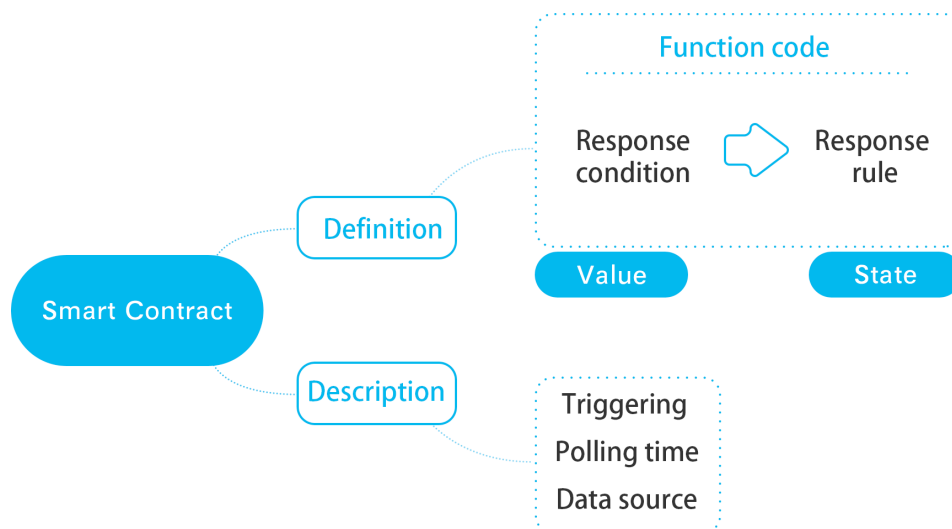 Function code
Response
condition
Response
rule
Definition
Value
State
Smart Contract
Description
Triggering
Polling time
Data source